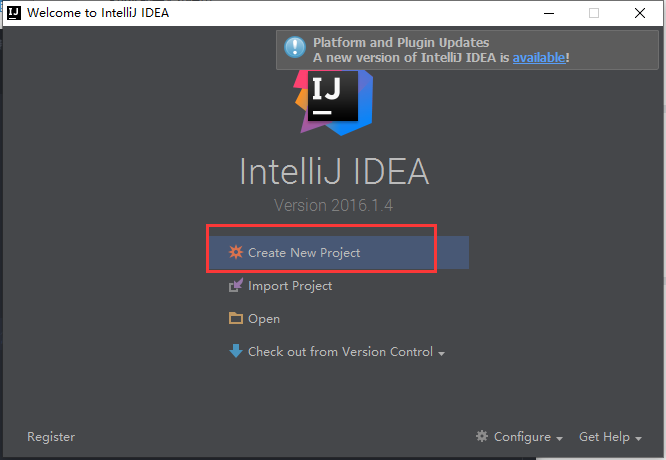 Welcome to IntelliJ IDEA
Platform and Plugin Updates
A new version of IntelliJ IDEA is available!
IJ
IntelliJ IDEA
Version 2016.1.4
Create New Project
Import Project
Open
Check out from Version Control
Register
Configure
Get Help